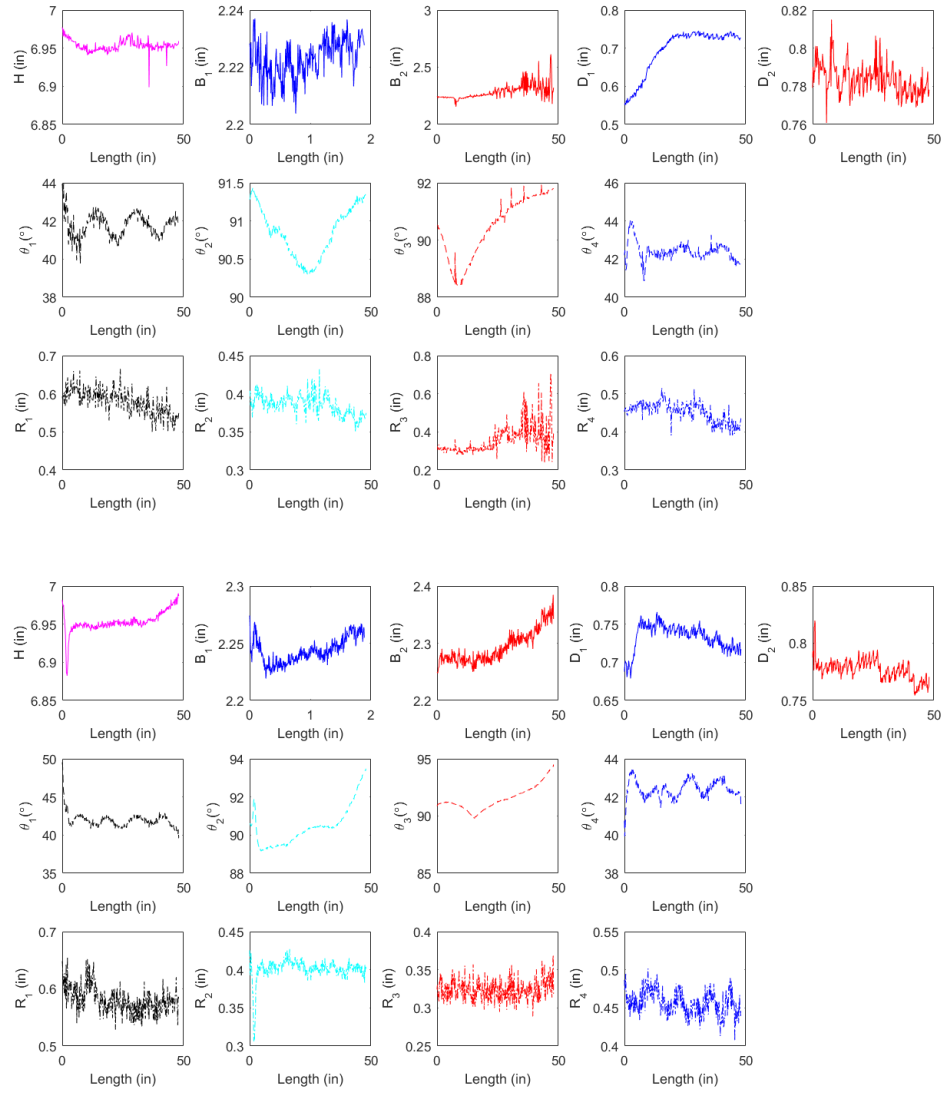 H (in)
7
6.95
6.9
6.85
0 50
Length (in)
B₁ (in)
2.24
2.22
2.2
0 1 2
Length (in)
B₂ (in)
3
2.5
2
0 50
Length (in)
D₁ (in)
0.8
0.7
0.6
0.5
0 50
Length (in)
D₂ (in)
0.82
0.8
0.78
0.76
0 50
Length (in)
θ₁(°)
44
42
40
38
0 50
Length (in)
θ₂(°)
91.5
91
90.5
90
0 50
Length (in)
θ₃(°)
92
90
88
0 50
Length (in)
θ₄(°)
46
44
42
40
0 50
Length (in)
R₁ (in)
0.7
0.6
0.5
0.4
0 50
Length (in)
R₂ (in)
0.45
0.4
0.35
0.3
0 50
Length (in)
R₃ (in)
0.8
0.6
0.4
0.2
0 50
Length (in)
R₄ (in)
0.6
0.5
0.4
0.3
0 50
Length (in)
H (in)
7
6.95
6.9
6.85
0 50
Length (in)
B₁ (in)
2.3
2.25
2.2
0 1 2
Length (in)
B₂ (in)
2.4
2.3
2.2
0 50
Length (in)
D₁ (in)
0.8
0.75
0.7
0.65
0 50
Length (in)
D₂ (in)
0.85
0.8
0.75
0 50
Length (in)
θ₁(°)
50
45
40
35
0 50
Length (in)
θ₂(°)
94
92
90
88
0 50
Length (in)
θ₃(°)
95
90
85
0 50
Length (in)
θ₄(°)
44
42
40
38
0 50
Length (in)
R₁ (in)
0.7
0.6
0.5
0 50
Length (in)
R₂ (in)
0.45
0.4
0.35
0.3
0 50
Length (in)
R₃ (in)
0.4
0.35
0.3
0.25
0 50
Length (in)
R₄ (in)
0.55
0.5
0.45
0.4
0 50
Length (in)